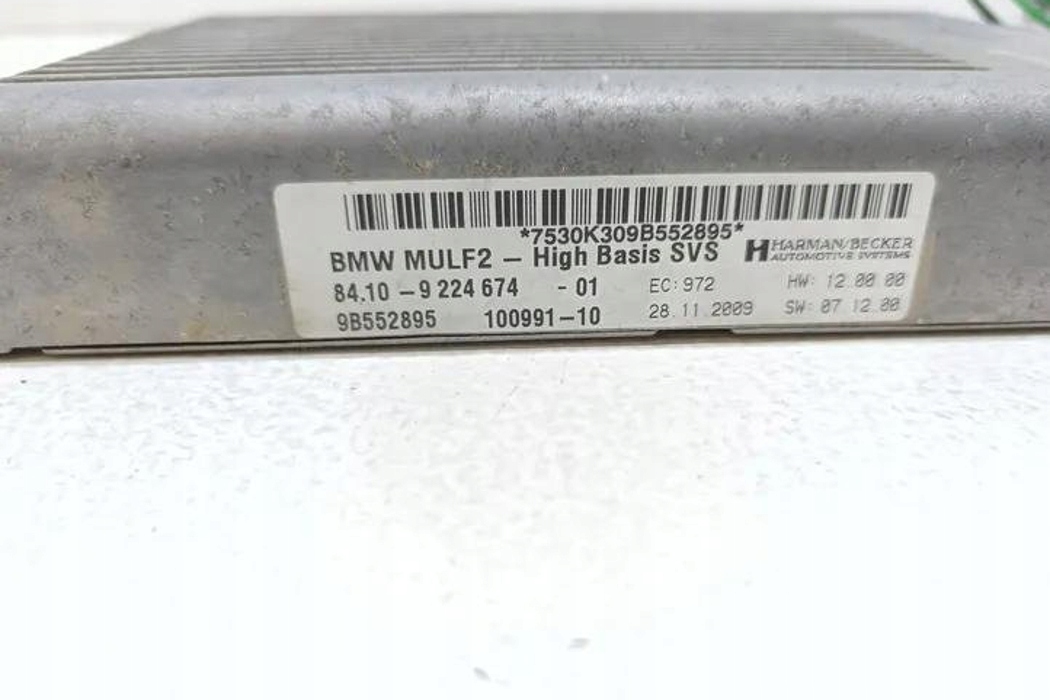 *7530K309B552895*
BMW MULF2 – High Basis SVS
HARMAN/BECKER
AUTOMOTIVE SYSTEMS
84.10 – 9 224 674 - 01 EC: 972 HW: 12.00.00
9B552895 100991–10 28.11.2009 SW: 07.12.00